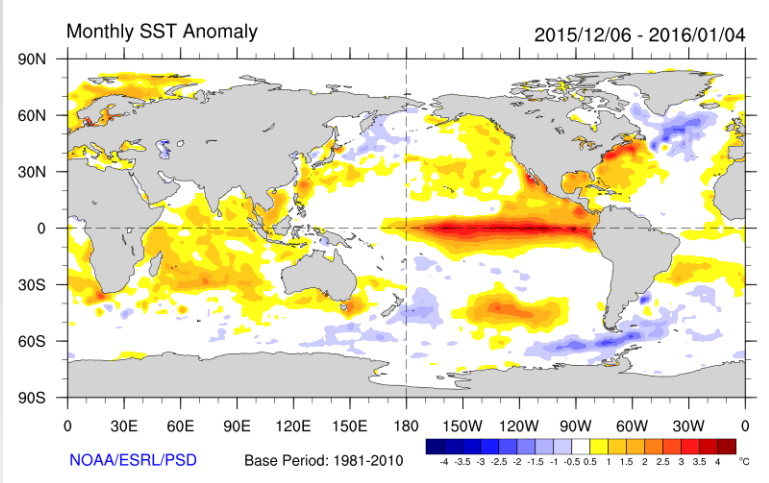 Monthly SST Anomaly 2015/12/06 - 2016/01/04
90N
60N
30N
0
30S
60S
90S
0 30E 60E 90E 120E 150E 180 150W 120W 90W 60W 30W 0
NOAA/ESRL/PSD Base Period: 1981-2010
-4 -3.5 -3 -2.5 -2 -1.5 -1 -0.5 0.5 1 1.5 2 2.5 3 3.5 4 °C